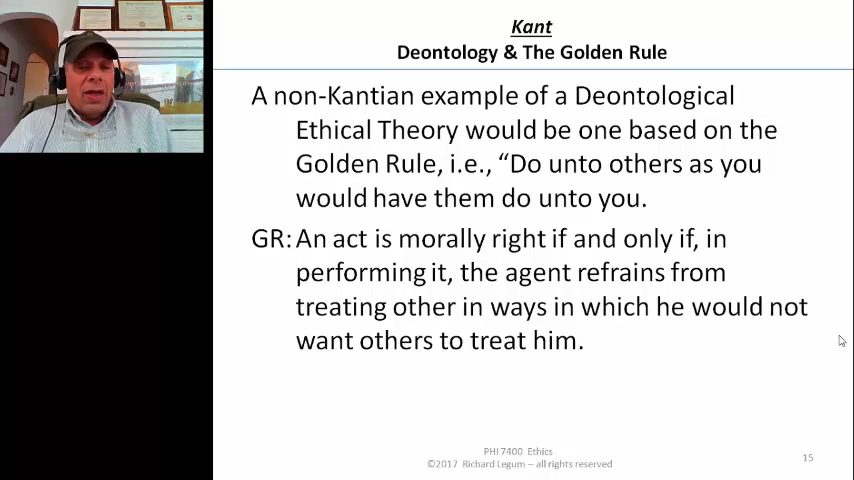 Kant
Deontology & The Golden Rule
A non-Kantian example of a Deontological
Ethical Theory would be one based on the
Golden Rule, i.e., “Do unto others as you
would have them do unto you.
GR: An act is morally right if and only if, in
performing it, the agent refrains from
treating other in ways in which he would not
want others to treat him.
PHI 7400 Ethics
©2017 Richard Legum – all rights reserved
15